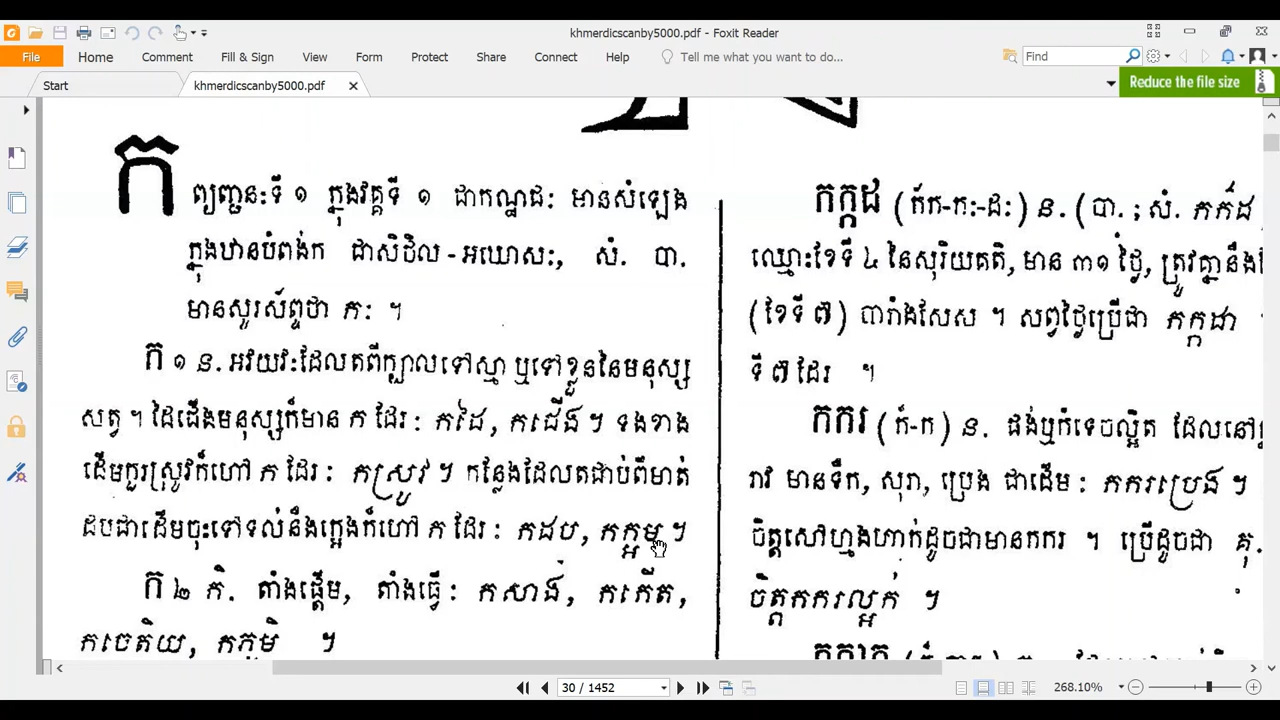 khmerdicscanby5000.pdf - Foxit Reader
File Home Comment Fill & Sign View Form Protect Share Connect Help Tell me what you want to do... Find
Start khmerdicscanby5000.pdf Reduce the file size
ក ព្យញ្ជនៈទី ១ ក្នុងវគ្គទី ១ ជាកណ្ឋជៈ មានសំឡេង
ក្នុងឋានបំពង់ក ជាសិថិល - អឃោសៈ, សំ. បា.
មានសូរស័ព្ទថា កៈ ។
ក ១ ន. អវយវៈដែលតពីក្បាលទៅស្មា ឬទៅខ្លួននៃមនុស្ស
សត្វ ។ ដៃជើងមនុស្សក៏មាន ក ដែរ : កដៃ, កជើង ។ ទងខាង
ដើមកួរស្រូវក៏ហៅ ក ដែរ : កស្រូវ ។ កន្លែងដែលតជាប់ពីមាត់
ដបជាដើមចុះទៅទល់នឹងក្អេងក៏ហៅ ក ដែរ : កដប, កក្អម ។
ក ២ កិ. តាំងផ្ដើម, តាំងធ្វើ : កសាង, កកើត,
កចេតិយ, កភូមិ ។
កក្កដ (ក័ក-កៈ-ដៈ) ន. (បា. ; សំ. កក៌ដ
ឈ្មោះខែទី ៤ នៃសុរិយគតិ, មាន ៣១ ថ្ងៃ, ត្រូវគ្នានឹង
(ខែទី ៧) បារាំងសែស ។ សព្វថ្ងៃប្រើជា កក្កដា
ទី ៧ ដែរ ។
កករ (កំ-ក) ន. ដង់ឬកំទេចល្អិត ដែលនៅ
រាវ មានទឹក, សុរា, ប្រេង ជាដើម : កករប្រេង ។
ចិត្តសៅហ្មងហាក់ដូចជាមានកករ ។ ប្រើដូចជា គុ.
ចិត្តកករល្អក់ ។
30 / 1452 268.10%